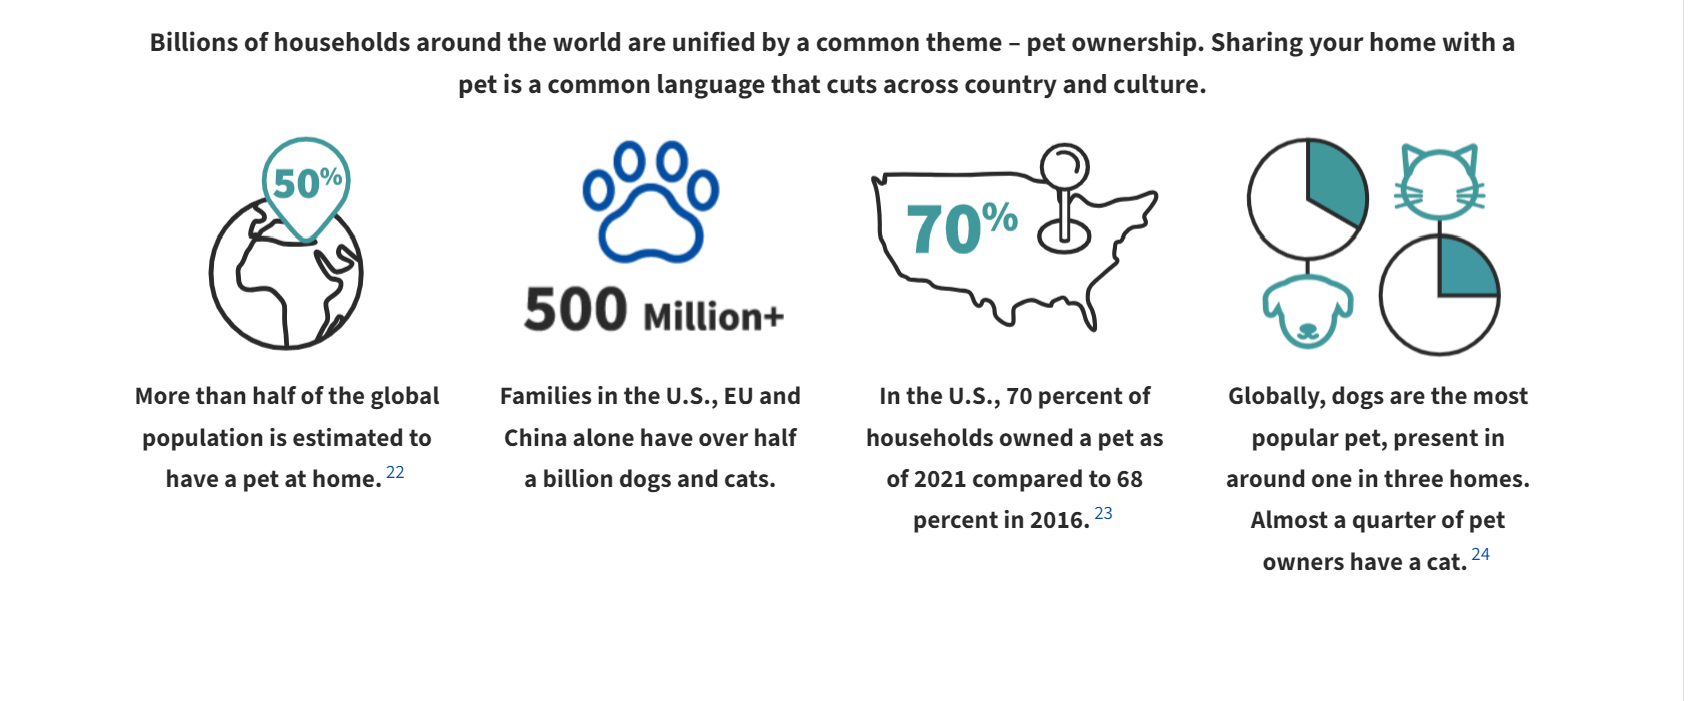 Billions of households around the world are unified by a common theme – pet ownership. Sharing your home with a
pet is a common language that cuts across country and culture.
50%
500 Million+
70%
More than half of the global
population is estimated to
have a pet at home. 22
Families in the U.S., EU and
China alone have over half
a billion dogs and cats.
In the U.S., 70 percent of
households owned a pet as
of 2021 compared to 68
percent in 2016. 23
Globally, dogs are the most
popular pet, present in
around one in three homes.
Almost a quarter of pet
owners have a cat. 24